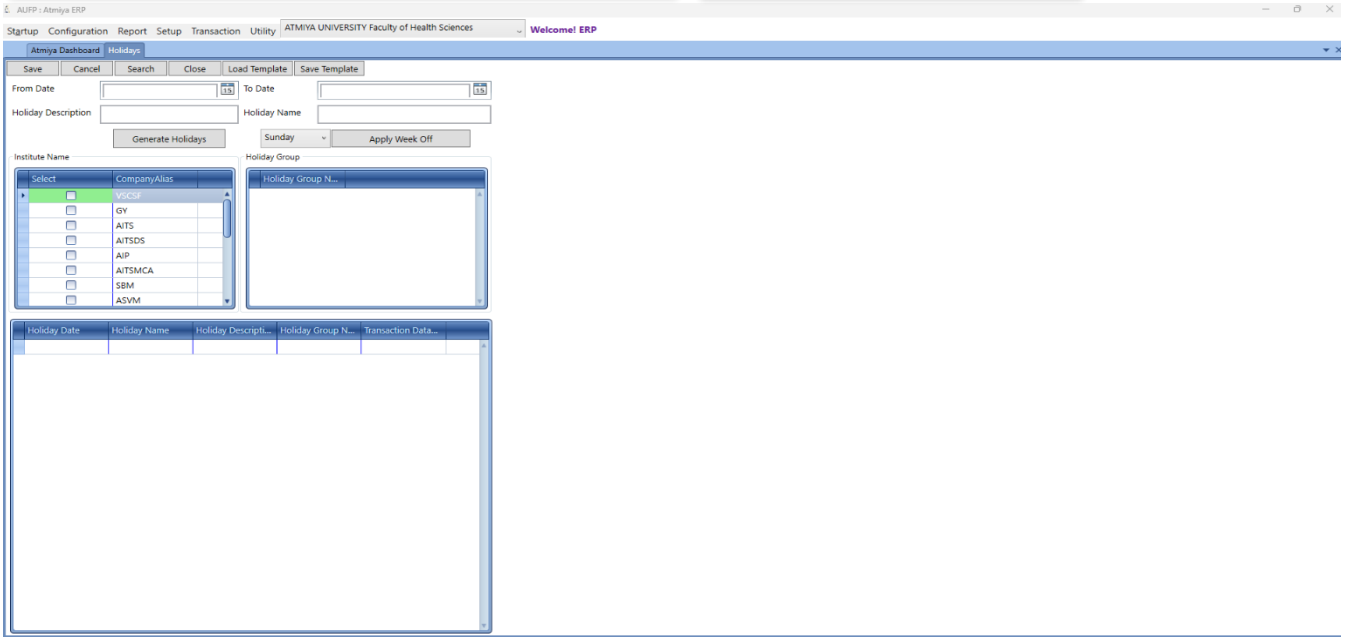 AUFP : Atmiya ERP
Startup Configuration Report Setup Transaction Utility ATMIYA UNIVERSITY Faculty of Health Sciences Welcome! ERP
Atmiya Dashboard Holidays
Save Cancel Search Close Load Template Save Template
From Date 15 To Date 15
Holiday Description Holiday Name
Generate Holidays Sunday Apply Week Off
Institute Name Holiday Group
Select CompanyAlias Holiday Group N...
VSCSF
GY
AITS
AITSDS
AIP
AITSMCA
SBM
ASVM
Holiday Date Holiday Name Holiday Descripti... Holiday Group N... Transaction Data...